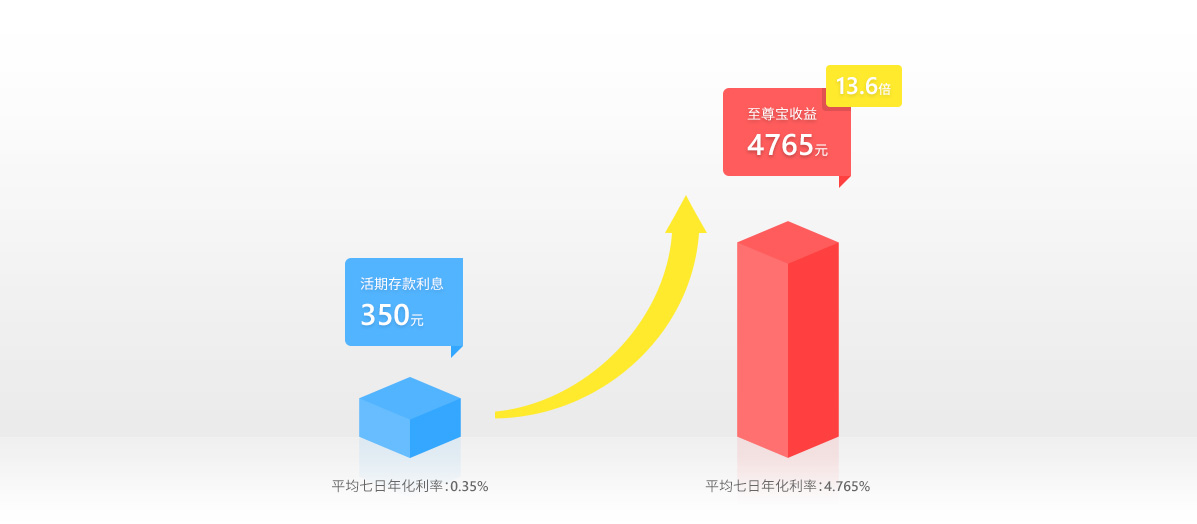 13.6倍
至尊宝收益
4765元
活期存款利息
350元
平均七日年化利率:0.35%
平均七日年化利率:4.765%